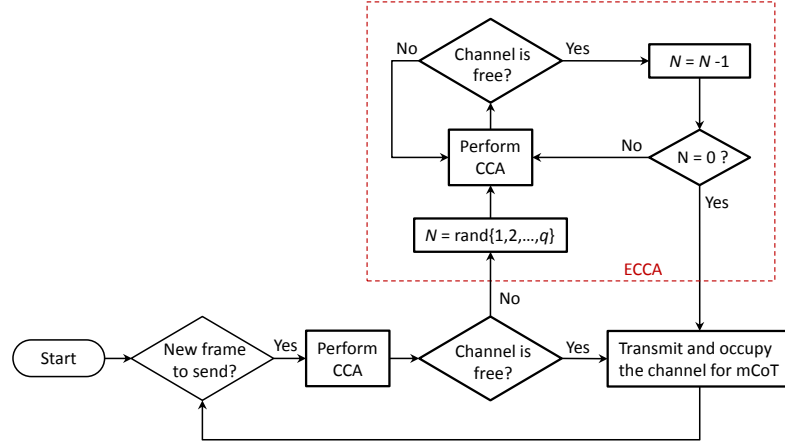 No
Channel is
free?
Yes
N = N -1
Perform
CCA
No
N = 0 ?
Yes
N = rand{1,2,...,q}
ECCA
No
Start
New frame
to send?
Yes
Perform
CCA
Channel is
free?
Yes
Transmit and occupy
the channel for mCoT